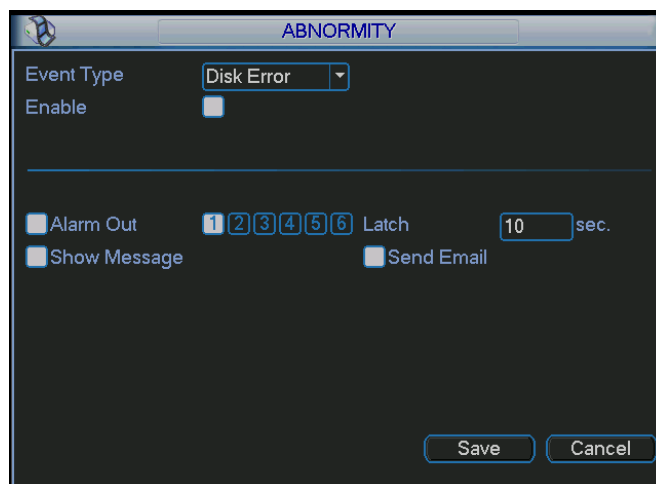 ABNORMITY
Event Type Disk Error
Enable
Alarm Out 1 2 3 4 5 6 Latch 10 sec.
Show Message Send Email
Save Cancel